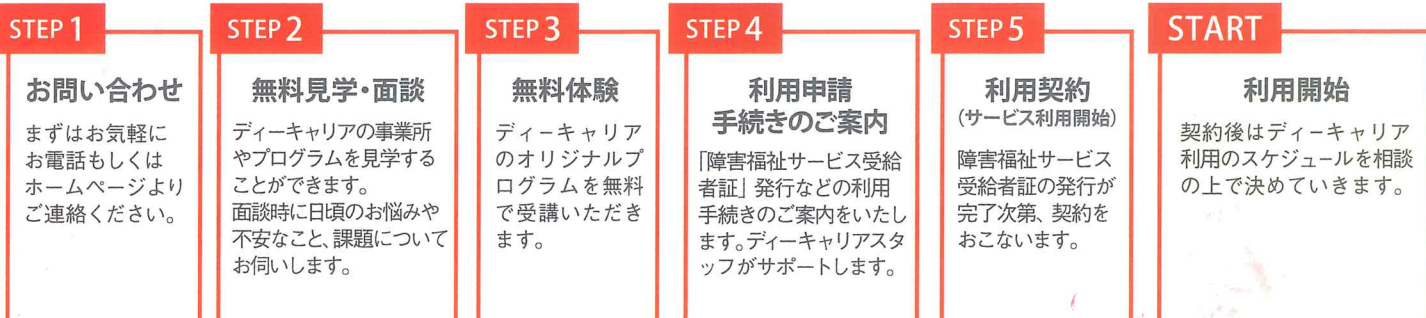 STEP 1
お問い合わせ
まずはお気軽に
お電話もしくは
ホームページより
ご連絡ください。
STEP 2
無料見学・面談
ディーキャリアの事業所
やプログラムを見学する
ことができます。
面談時に日頃のお悩みや
不安なこと、課題について
お伺いします。
STEP 3
無料体験
ディーキャリア
のオリジナルプ
ログラムを無料
で受講いただき
ます。
STEP 4
利用申請
手続きのご案内
「障害福祉サービス受給
者証」発行などの利用
手続きのご案内をいたし
ます。ディーキャリアスタ
ッフがサポートします。
STEP 5
利用契約
(サービス利用開始)
障害福祉サービス
受給者証の発行が
完了次第、契約を
おこないます。
START
利用開始
契約後はディーキャリア
利用のスケジュールを相談
の上で決めていきます。